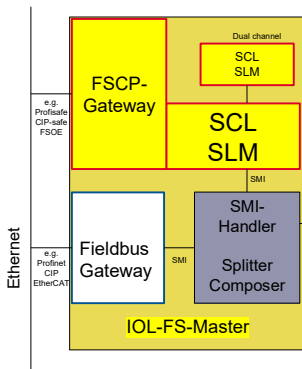 Dual channel
SCL
SLM
FSCP-
Gateway
SCL
SLM
e.g.
Profisafe
CIP-safe
FSOE
SMI
SMI-
Handler
Splitter
Composer
Fieldbus
Gateway
SMI
e.g.
Profinet
CIP
EtherCAT
Ethernet
IOL-FS-Master